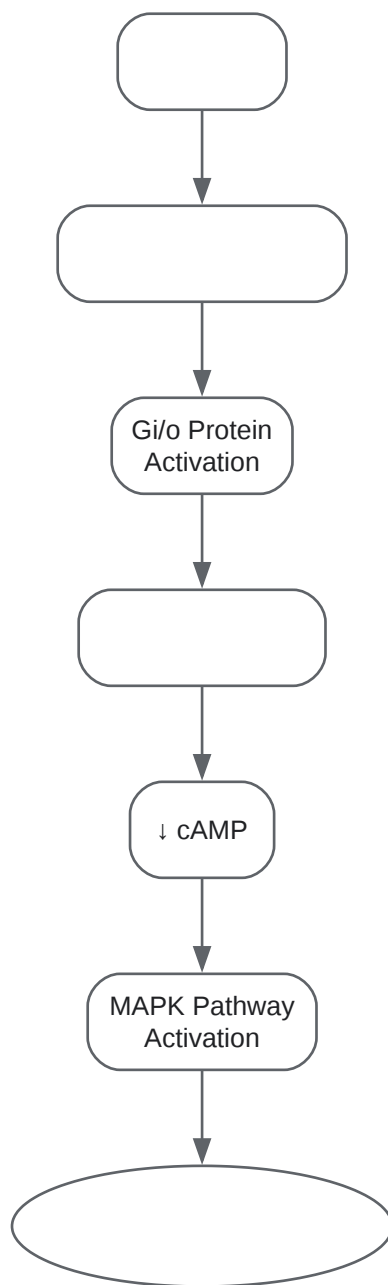 Gi/o Protein
Activation
↓ cAMP
MAPK Pathway
Activation